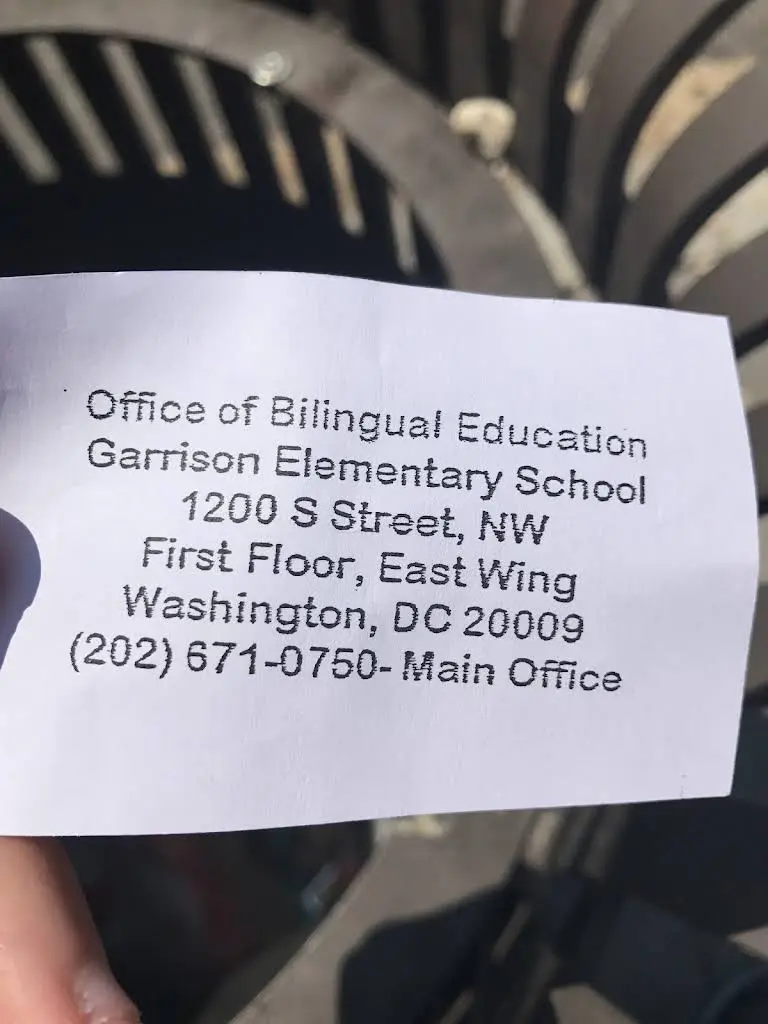 Office of Bilingual Education
Garrison Elementary School
1200 S Street, NW
First Floor, East Wing
Washington, DC 20009
(202) 671-0750- Main Office